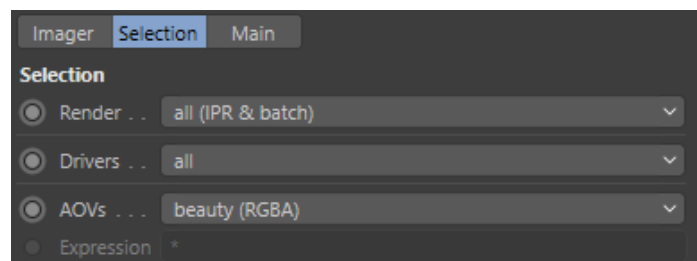 Imager Selection Main
Selection
Render . . all (IPR & batch)
Drivers . . . all
AOVs . . . . beauty (RGBA)
Expression *